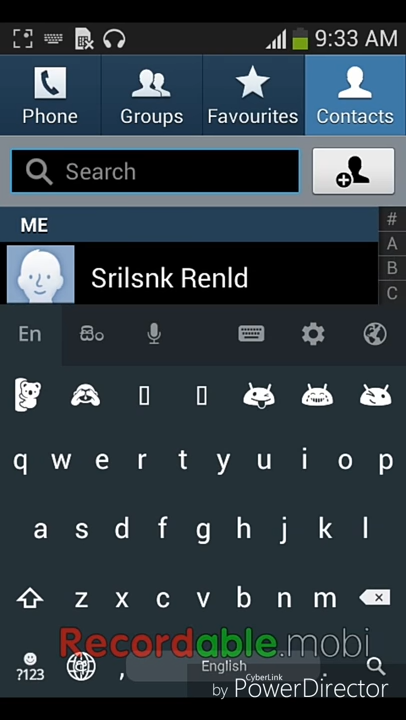 9:33 AM
Phone Groups Favourites Contacts
Search
ME
Srilsnk Renld
#
A
B
C
En සිං
q w e r t y u i o p
a s d f g h j k l
z x c v b n m
Recordable.mobi
?123 , English .
CyberLink
by PowerDirector